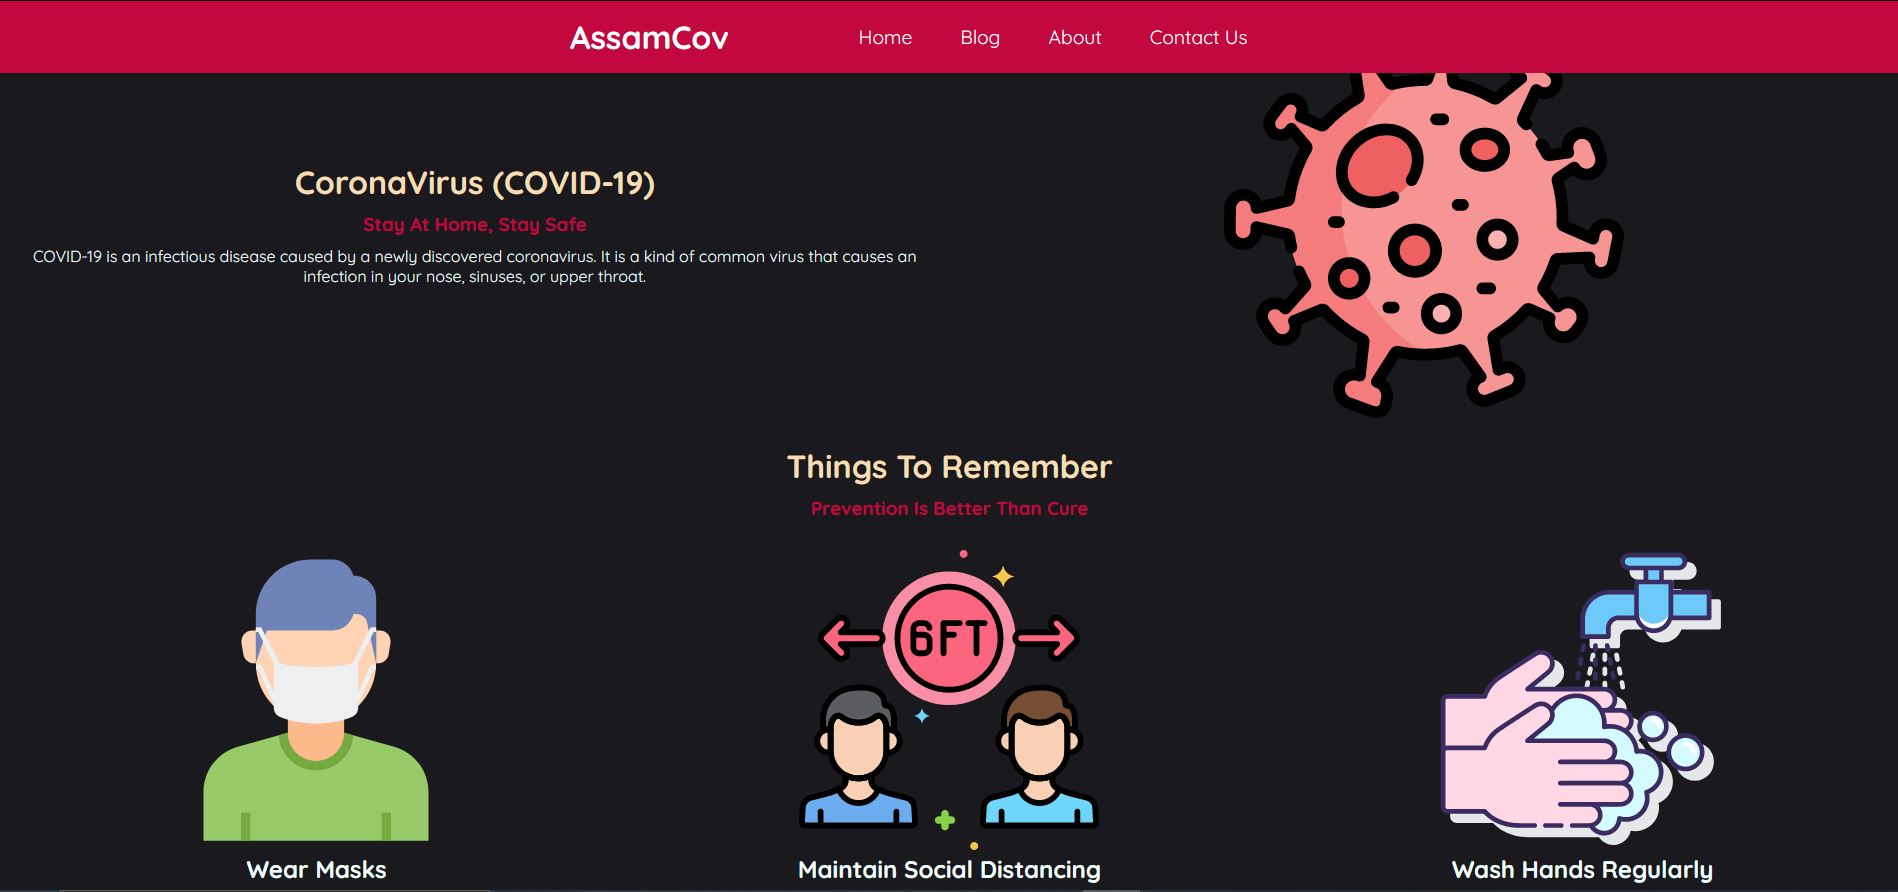 AssamCov
Home
Blog
About
Contact Us
CoronaVirus (COVID-19)
Stay At Home, Stay Safe
COVID-19 is an infectious disease caused by a newly discovered coronavirus. It is a kind of common virus that causes an
infection in your nose, sinuses, or upper throat.
Things To Remember
Prevention Is Better Than Cure
6FT
Wear Masks
Maintain Social Distancing
Wash Hands Regularly